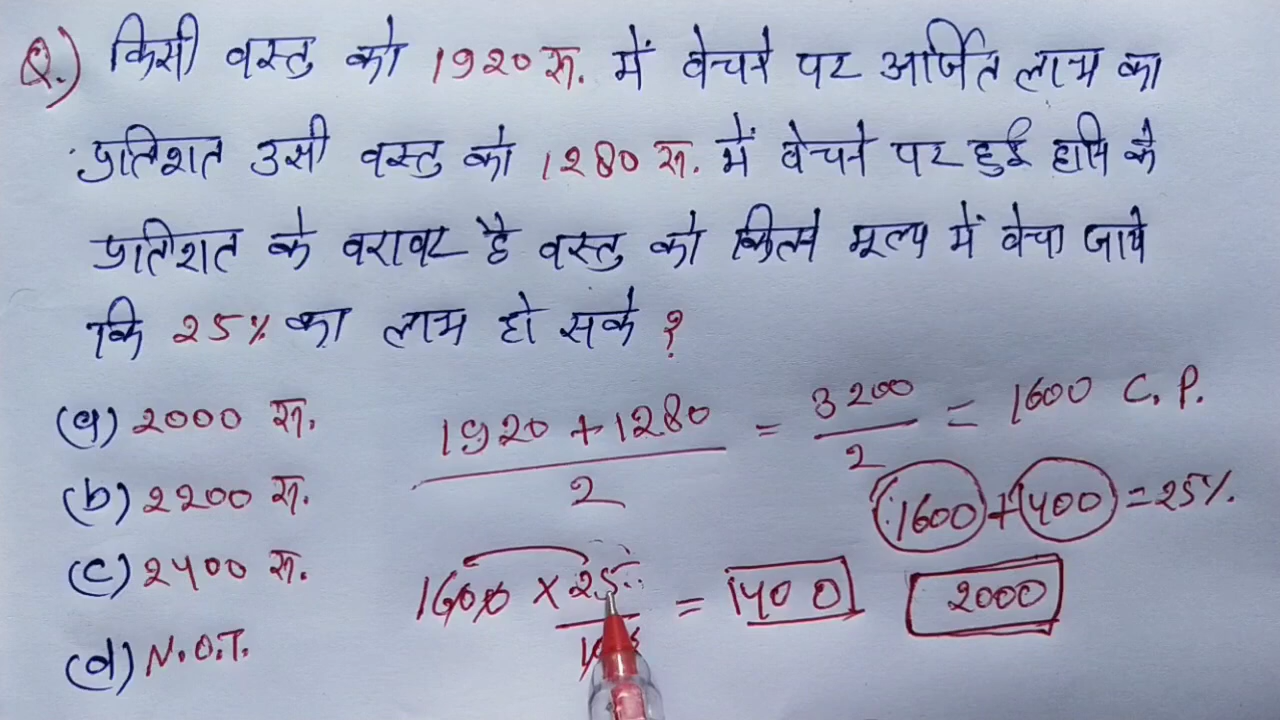 Q.) किसी वस्तु को 1920 रु. में बेचने पर अर्जित लाभ का
प्रतिशत उसी वस्तु को 1280 रु. में बेचने पर हुई हानि के
प्रतिशत के बराबर है वस्तु को कितने मूल्य में बेचा जाये
कि 25% का लाभ हो सके ?
(a) 2000 रु.
(b) 2200 रु.
(c) 2400 रु.
(d) N.O.T.
1920 + 1280 / 2 = 3200 / 2 = 1600 C.P.
1600 + 400 = 25%.
1600 × 25 / 100 = 400
2000